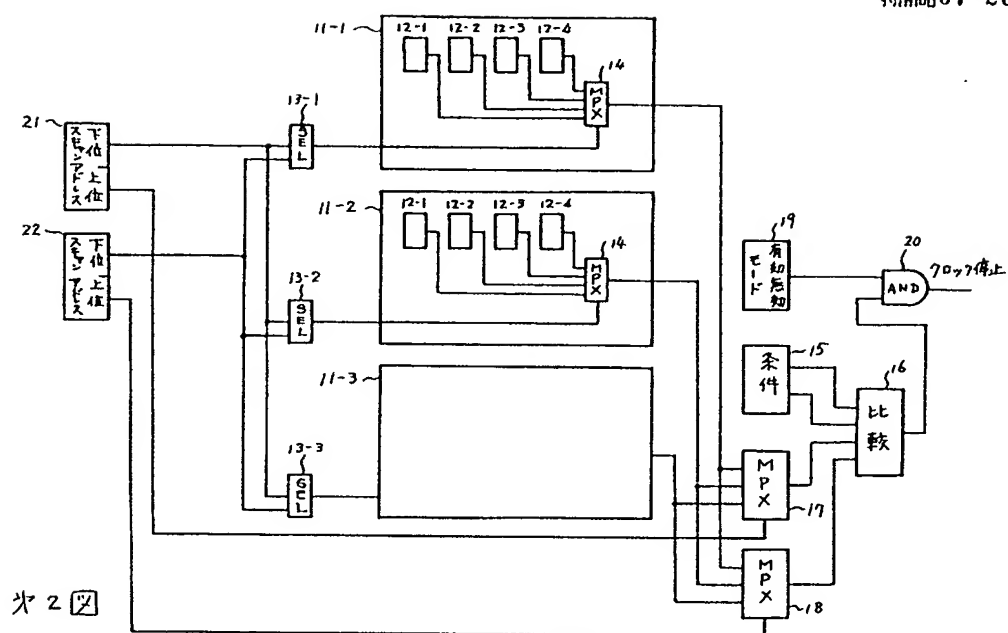 11-1
12-1 12-2 12-3 12-4
14
MPX
13-1
SEL
21
スキャンアドレス
下位
上位
22
スキャンアドレス
下位
上位
11-2
12-1 12-2 12-3 12-4
14
MPX
13-2
SEL
11-3
13-3
SEL
19
モード
有効無効
20
AND
クロック停止
15
条件
16
比較
MPX
17
MPX
18
第2図